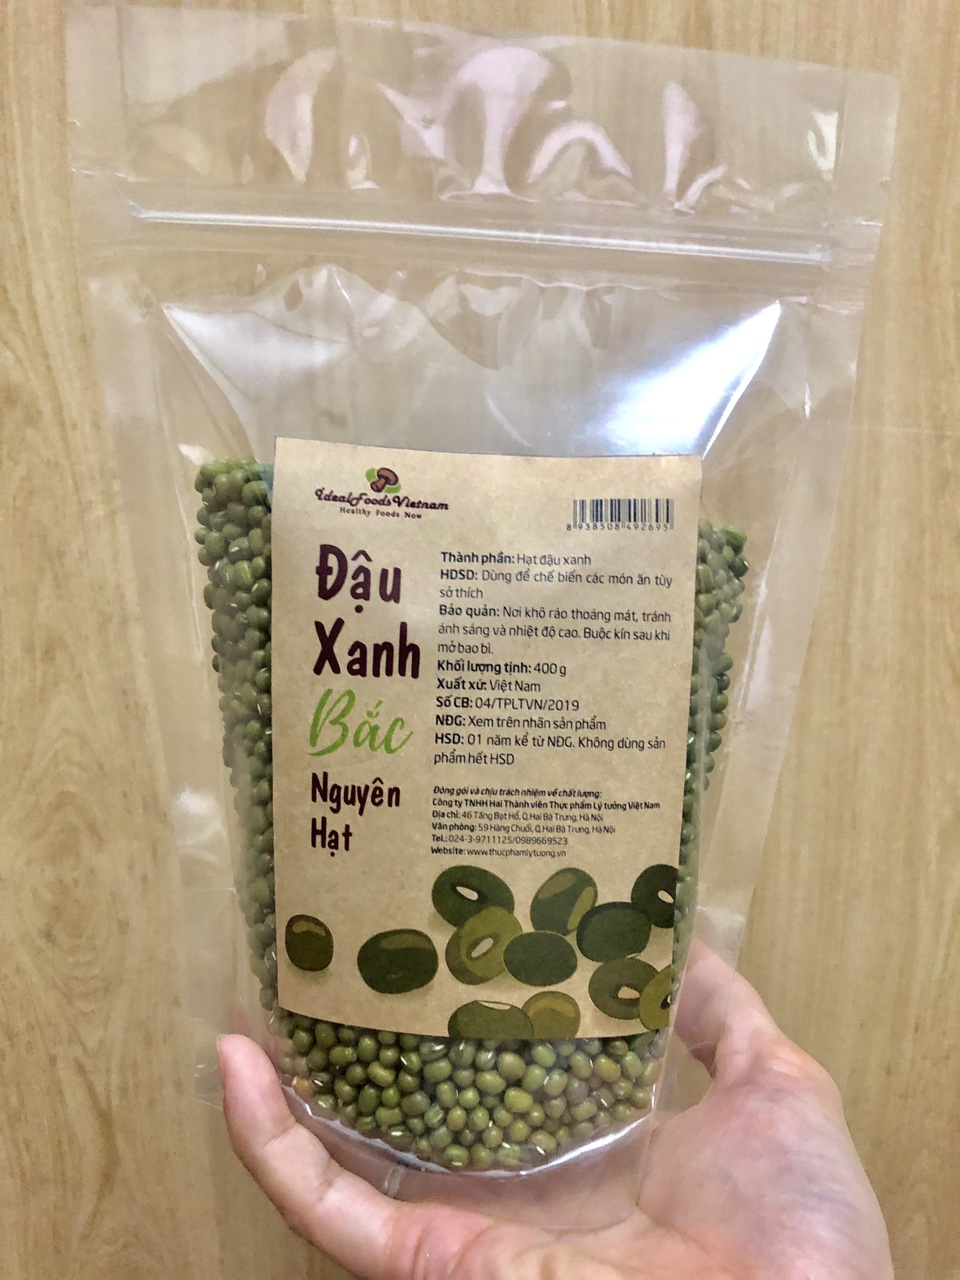 IdealFoodsVietnam
Healthy Foods Now
8 938508 492695
Đậu
Xanh
Bắc
Nguyên
Hạt
Thành phần: Hạt đậu xanh
HDSD: Dùng để chế biến các món ăn tùy
sở thích
Bảo quản: Nơi khô ráo thoáng mát, tránh
ánh sáng và nhiệt độ cao. Buộc kín sau khi
mở bao bì.
Khối lượng tịnh: 400 g
Xuất xứ: Việt Nam
Số CB: 04/TPLTVN/2019
NĐG: Xem trên nhãn sản phẩm
HSD: 01 năm kể từ NĐG. Không dùng sản
phẩm hết HSD
Đóng gói và chịu trách nhiệm về chất lượng:
Công ty TNHH Hai Thành viên Thực phẩm Lý tưởng Việt Nam
Địa chỉ: 46 Tăng Bạt Hổ, Q.Hai Bà Trưng, Hà Nội
Văn phòng: 59 Hàng Chuối, Q.Hai Bà Trưng, Hà Nội
Tel.: 024-3-9711125/0989669523
Website: www.thucphamlytuong.vn